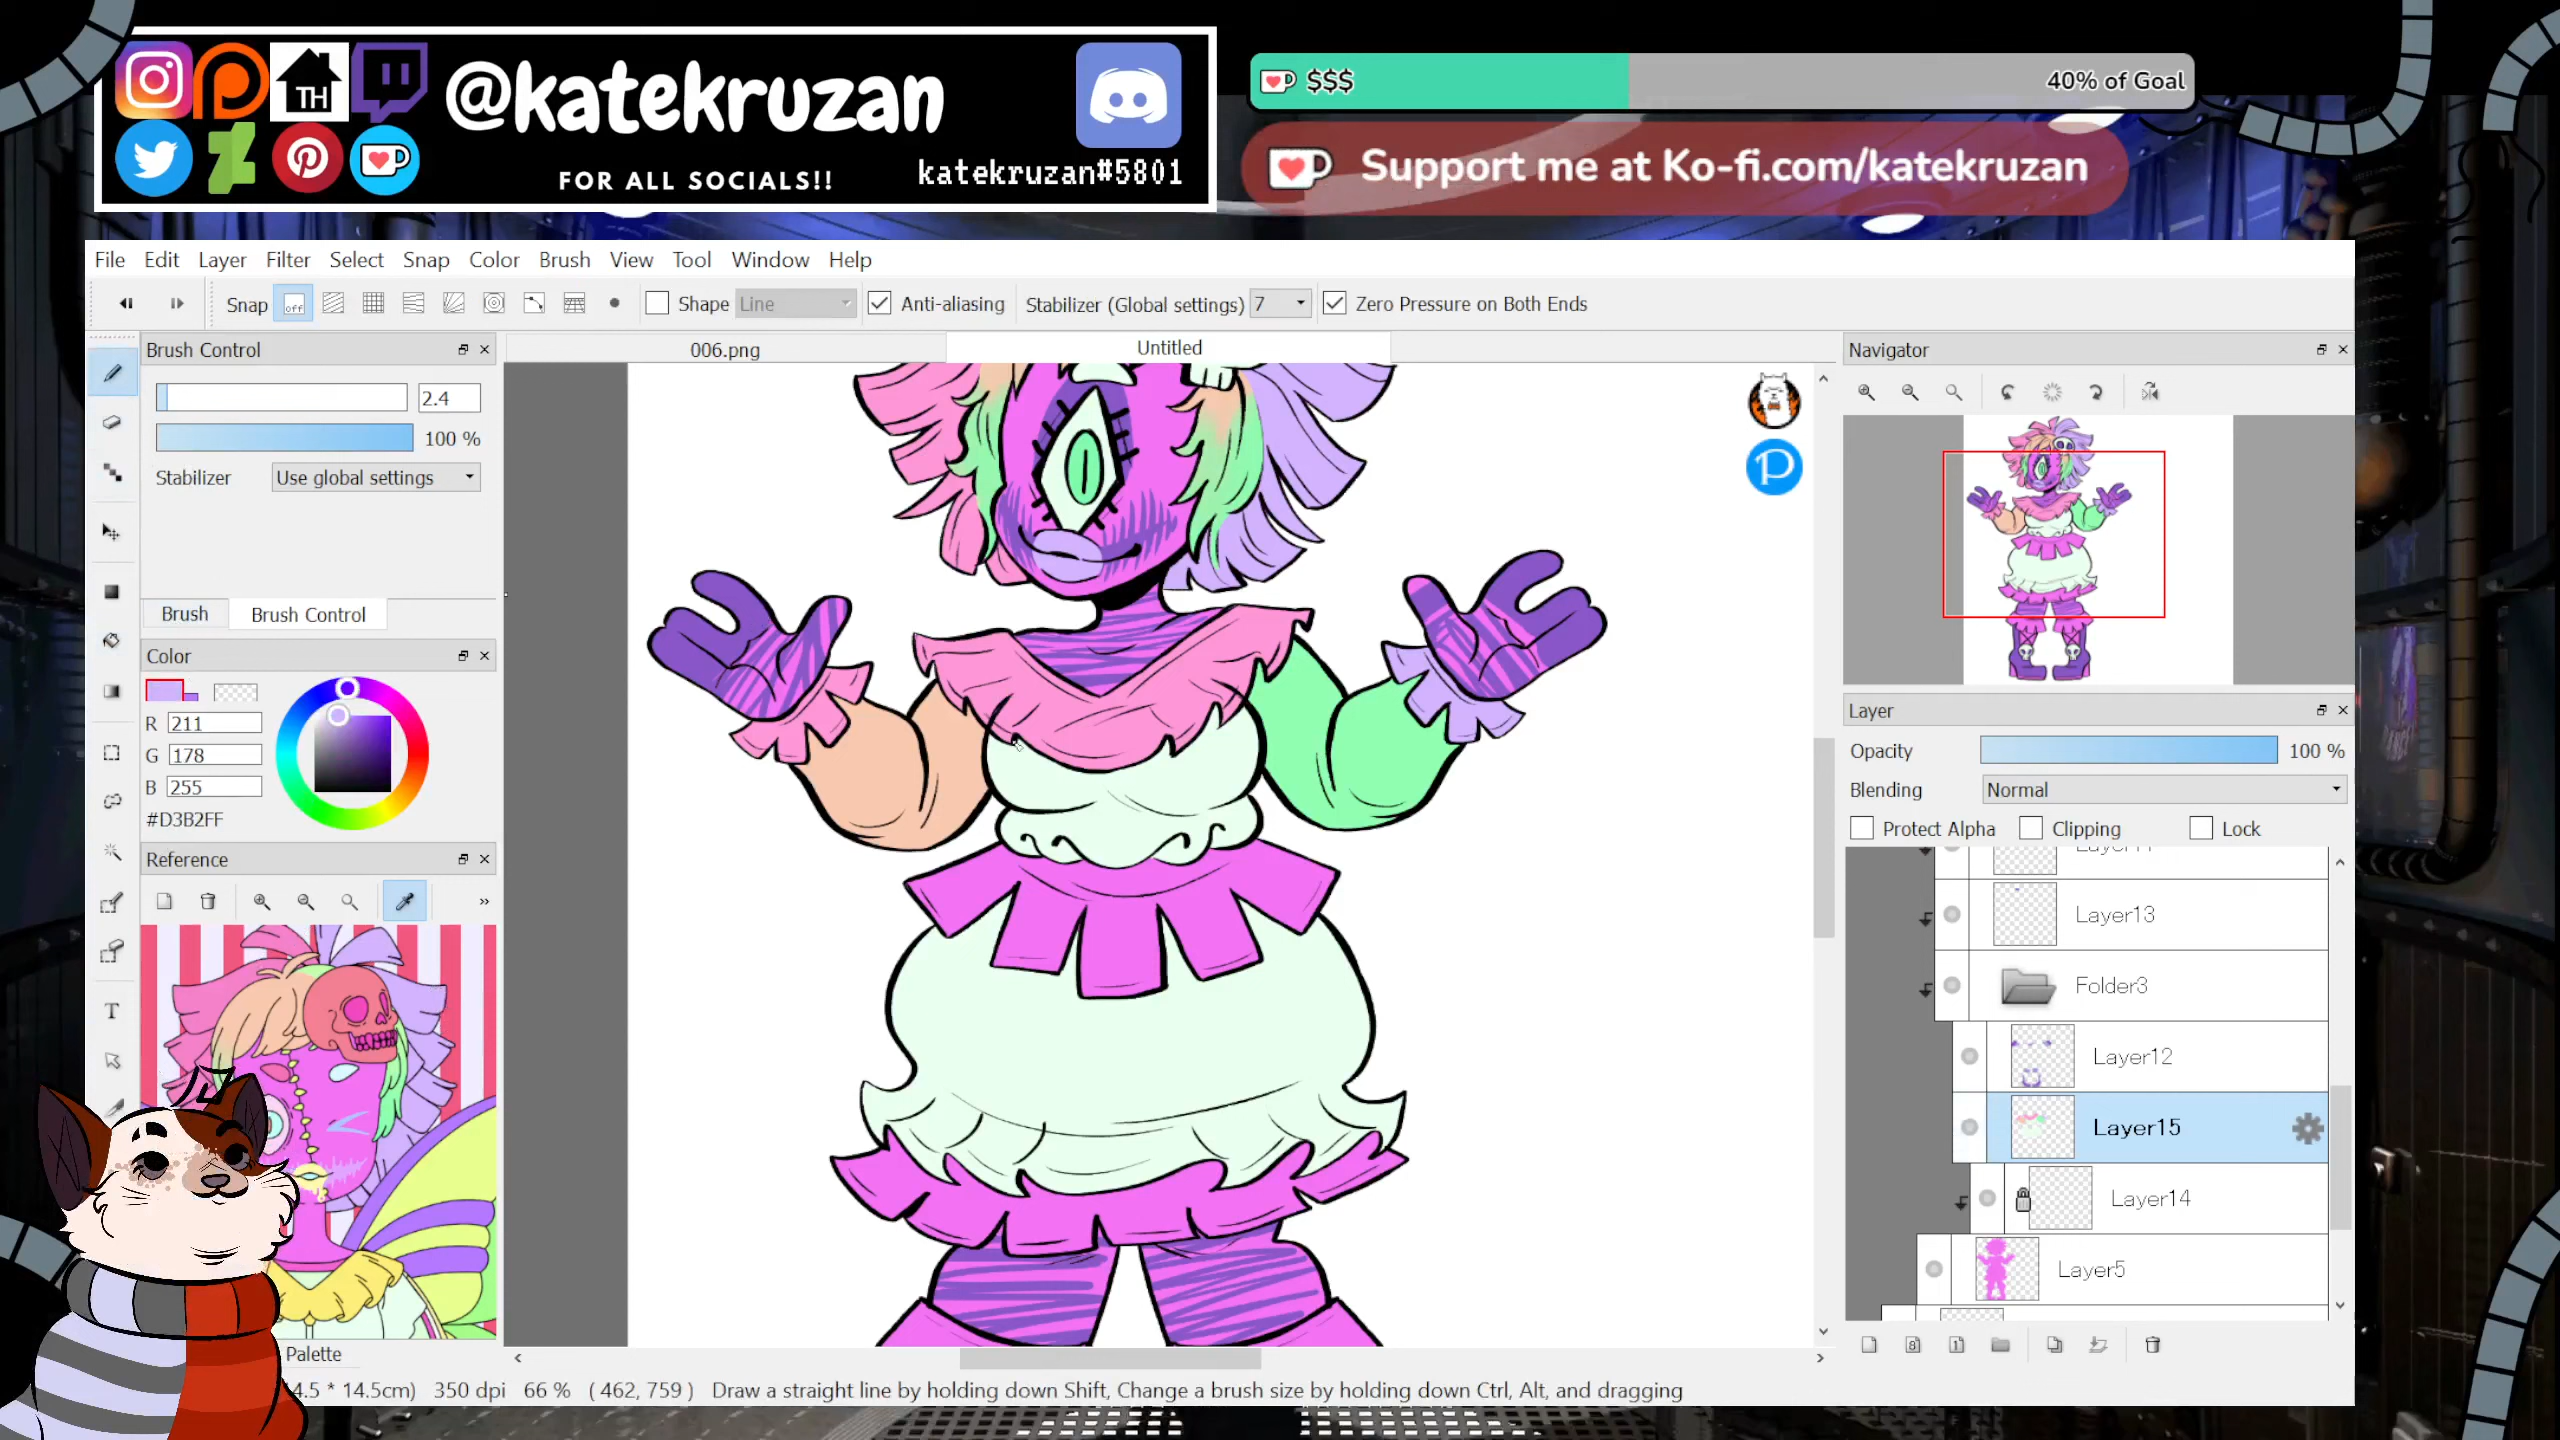 TH
@katekruzan
FOR ALL SOCIALS!!
katekruzan#5801
$$$
40% of Goal
Support me at Ko-fi.com/katekruzan
File Edit Layer Filter Select Snap Color Brush View Tool Window Help
Snap off Shape Line Anti-aliasing Stabilizer (Global settings) 7 Zero Pressure on Both Ends
Brush Control
2.4
100 %
Stabilizer Use global settings
Brush Brush Control
Color
R 211
G 178
B 255
#D3B2FF
Reference
Palette
006.png
Untitled
Navigator
Layer
Opacity 100 %
Blending Normal
Protect Alpha Clipping Lock
Layer13
Folder3
Layer12
Layer15
Layer14
Layer5
4.5 * 14.5cm) 350 dpi 66 % ( 462, 759 ) Draw a straight line by holding down Shift, Change a brush size by holding down Ctrl, Alt, and dragging